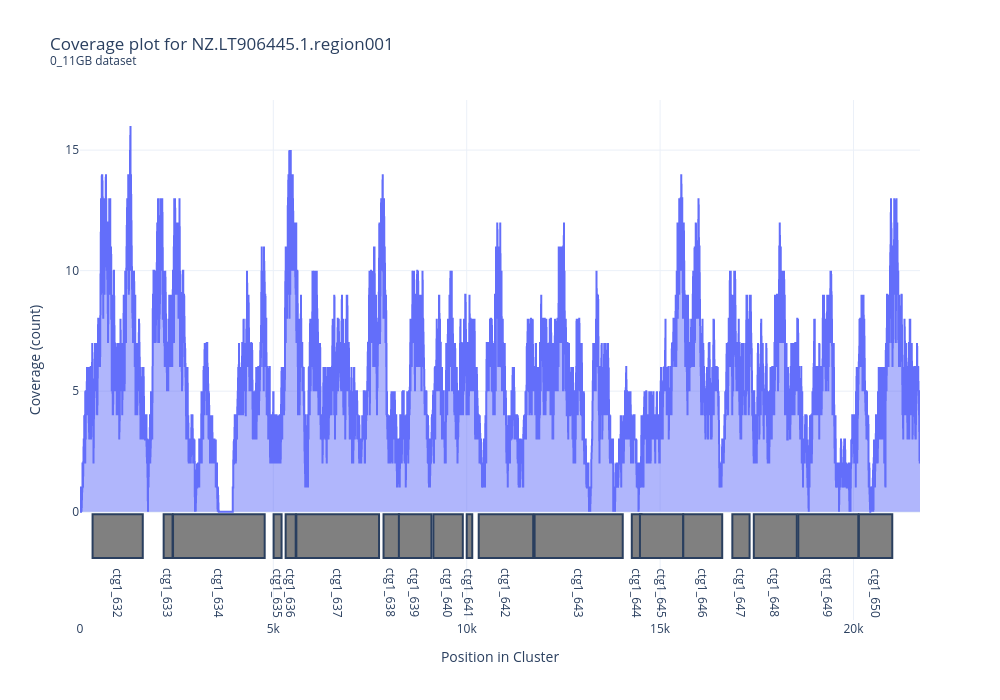 Coverage plot for NZ.LT906445.1.region001
0_11GB dataset
Coverage (count)
15
10
5
0
ctg1_632
ctg1_633
ctg1_634
ctg1_635
ctg1_636
ctg1_637
ctg1_638
ctg1_639
ctg1_640
ctg1_641
ctg1_642
ctg1_643
ctg1_644
ctg1_645
ctg1_646
ctg1_647
ctg1_648
ctg1_649
ctg1_650
0 5k 10k 15k 20k
Position in Cluster